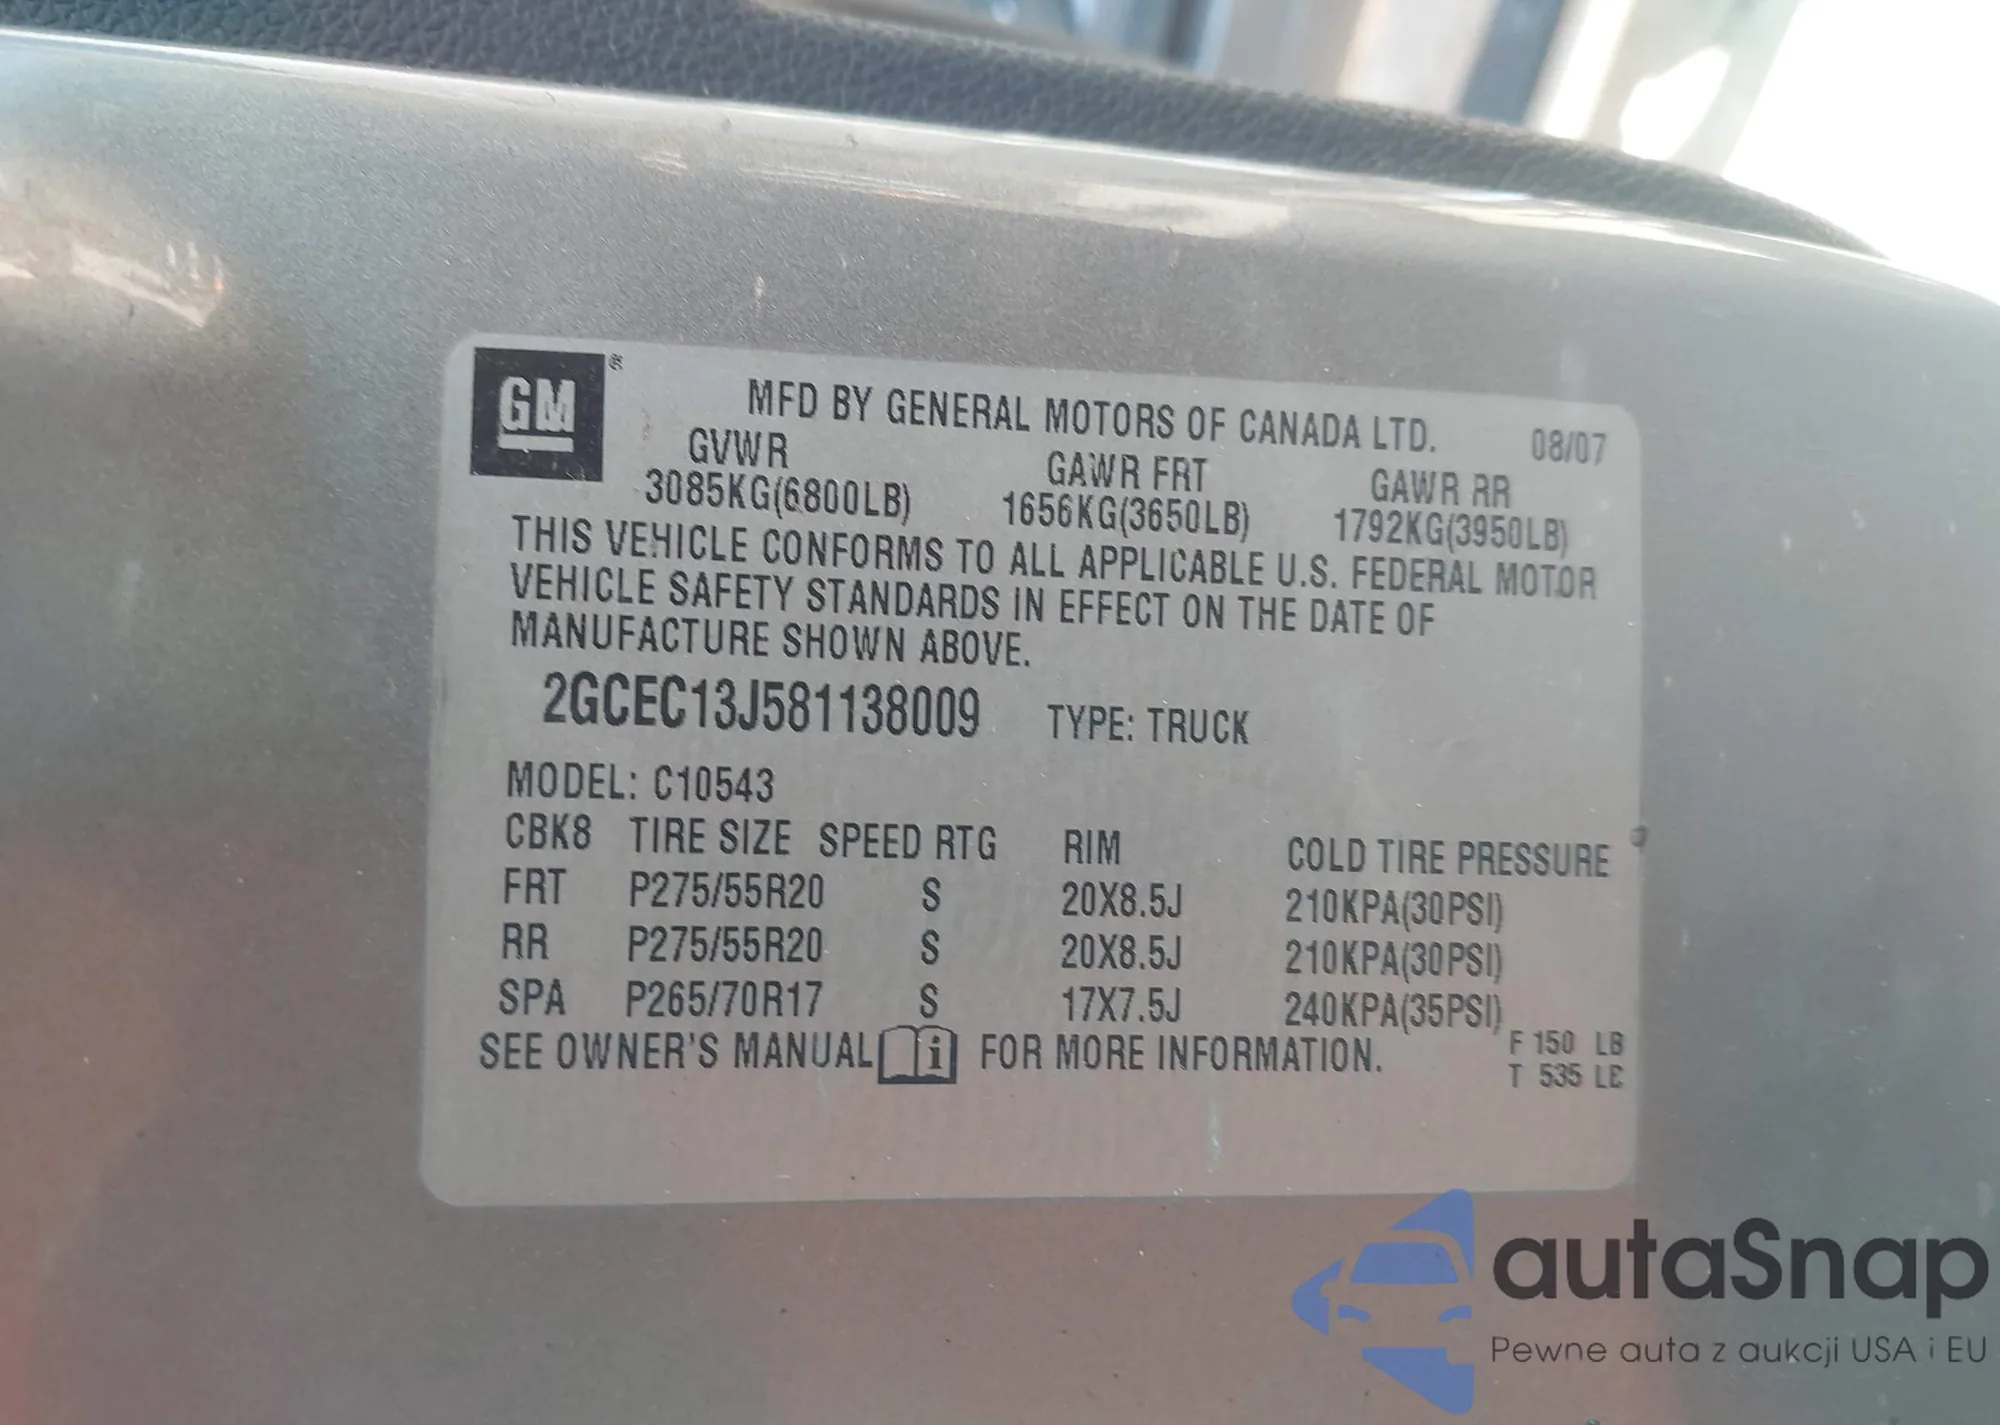 GM ®
MFD BY GENERAL MOTORS OF CANADA LTD. 08/07
GVWR GAWR FRT GAWR RR
3085KG(6800LB) 1656KG(3650LB) 1792KG(3950LB)
THIS VEHICLE CONFORMS TO ALL APPLICABLE U.S. FEDERAL MOTOR
VEHICLE SAFETY STANDARDS IN EFFECT ON THE DATE OF
MANUFACTURE SHOWN ABOVE.
2GCEC13J581138009 TYPE: TRUCK
MODEL: C10543
CBK8 TIRE SIZE SPEED RTG RIM COLD TIRE PRESSURE
FRT P275/55R20 S 20X8.5J 210KPA(30PSI)
RR P275/55R20 S 20X8.5J 210KPA(30PSI)
SPA P265/70R17 S 17X7.5J 240KPA(35PSI)
SEE OWNER'S MANUAL i FOR MORE INFORMATION.
F 150 LB
T 535 LB
autaSnap
Pewne auta z aukcji USA i EU